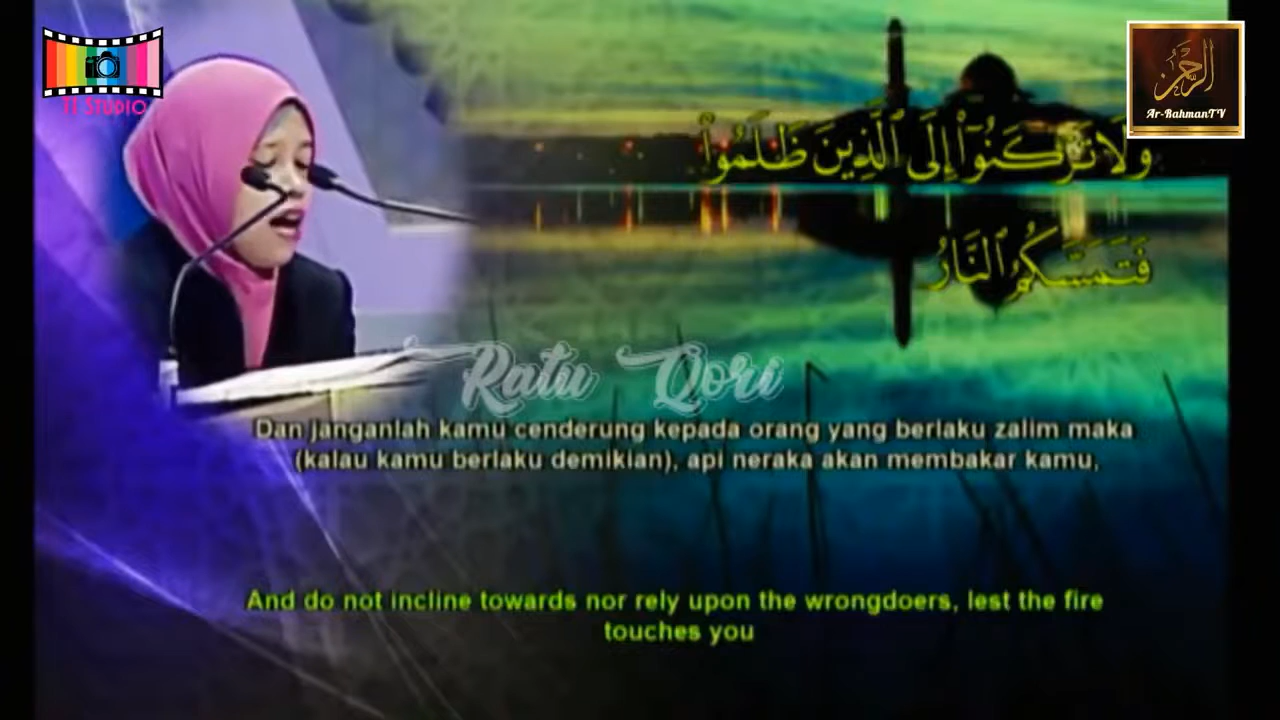 TT STUDIO
الرحمن
Ar-RahmanTV
وَلَا تَرْكَنُوٓا۟ إِلَى ٱلَّذِينَ ظَلَمُوا۟
فَتَمَسَّكُمُ ٱلنَّارُ
Ratu Qori
Dan janganlah kamu cenderung kepada orang yang berlaku zalim maka
(kalau kamu berlaku demikian), api neraka akan membakar kamu,
And do not incline towards nor rely upon the wrongdoers, lest the fire
touches you